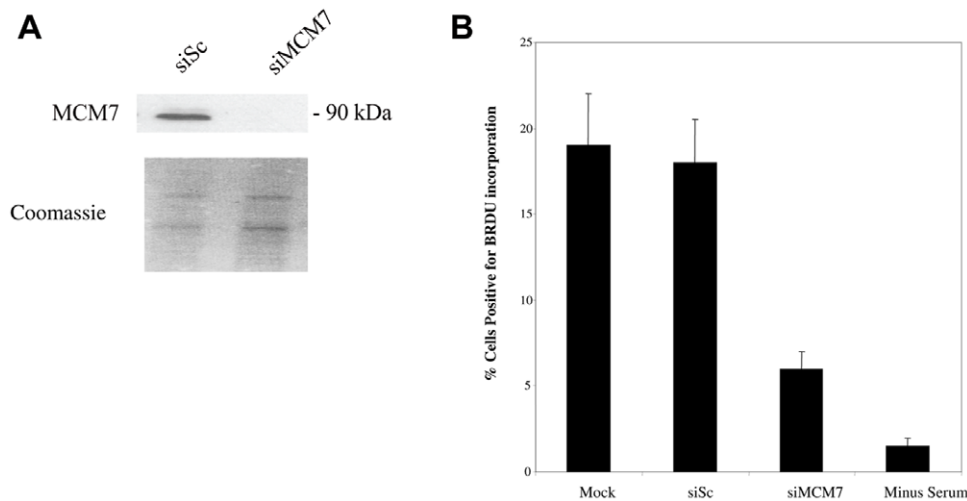 A
siSc
siMCM7
MCM7
- 90 kDa
Coomassie
B
% Cells Positive for BRDU incorporation
25
20
15
10
5
0
Mock
siSc
siMCM7
Minus Serum